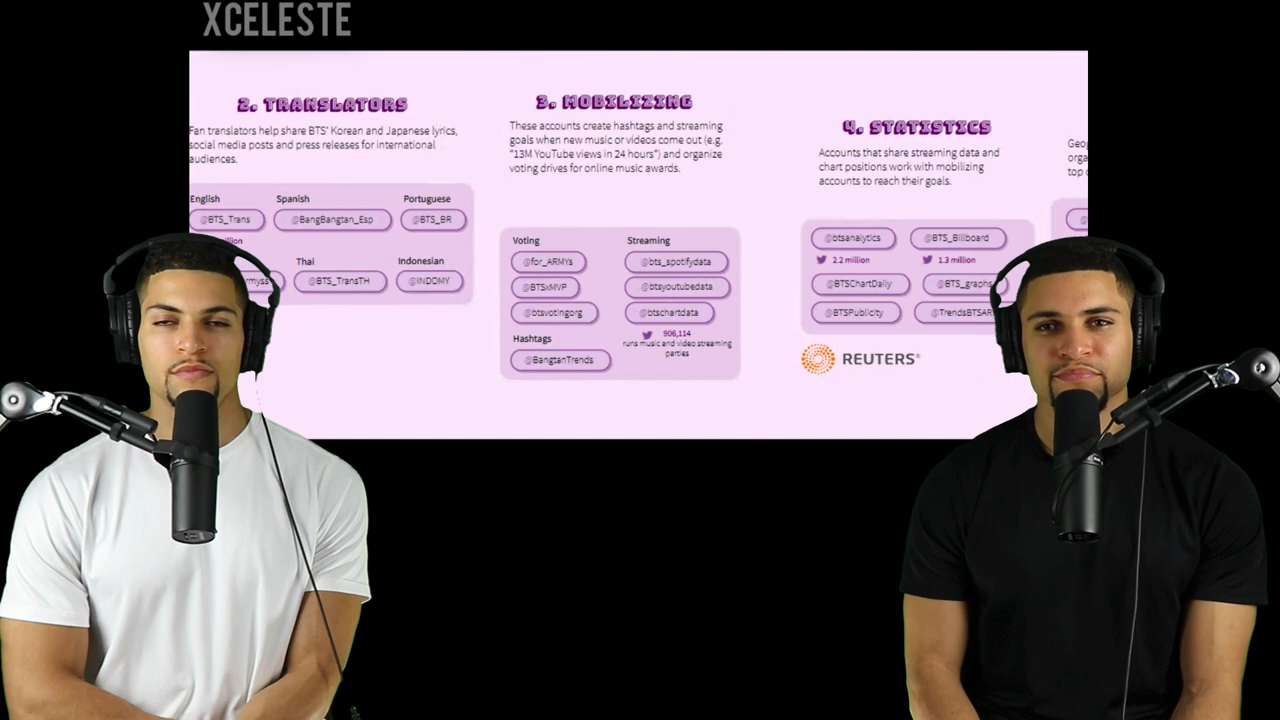 XCELESTE
2. TRANSLATORS
Fan translators help share BTS' Korean and Japanese lyrics,
social media posts and press releases for international
audiences.
English
Spanish
Portuguese
@BTS_Trans
@BangBangtan_Esp
@BTS_BR
Thai
Indonesian
@BTS_TransTH
@INDOMY
3. MOBILIZING
These accounts create hashtags and streaming
goals when new music or videos come out (e.g.
"13M YouTube views in 24 hours") and organize
voting drives for online music awards.
Voting
Streaming
@for_ARMYs
@bts_spotifydata
@BTSxMVP
@btsyoutubedata
@btsvotingorg
@btschartdata
Hashtags
906,114
runs music and video streaming
parties
@BangtanTrends
4. STATISTICS
Accounts that share streaming data and
chart positions work with mobilizing
accounts to reach their goals.
@btsanalytics
@BTS_Billboard
2.2 million
1.3 million
@BTSChartDaily
@BTS_graphs
@BTSPublicity
@TrendsBTSAR
REUTERS®